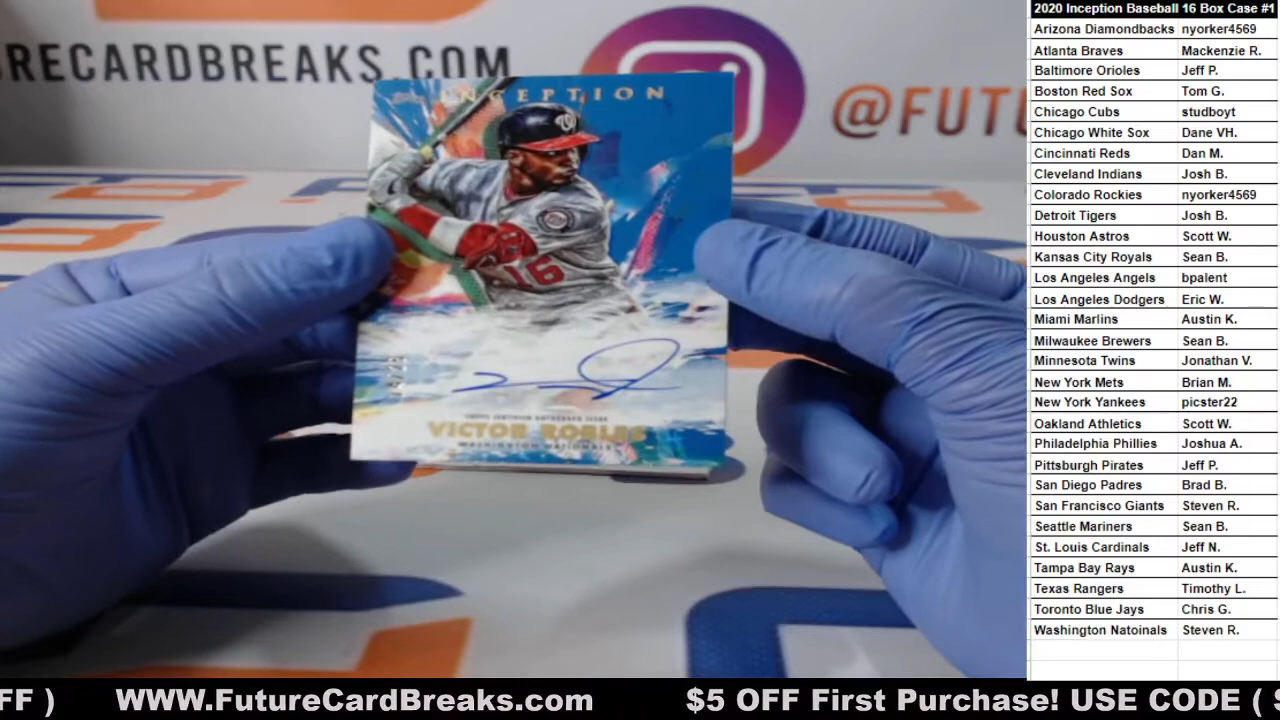 URECARDBREAKS.COM
@FUTU
INCEPTION
16
VICTOR ROBLES
WASHINGTON NATIONALS
2020 Inception Baseball 16 Box Case #1
Arizona Diamondbacks nyorker4569
Atlanta Braves Mackenzie R.
Baltimore Orioles Jeff P.
Boston Red Sox Tom G.
Chicago Cubs studboyt
Chicago White Sox Dane VH.
Cincinnati Reds Dan M.
Cleveland Indians Josh B.
Colorado Rockies nyorker4569
Detroit Tigers Josh B.
Houston Astros Scott W.
Kansas City Royals Sean B.
Los Angeles Angels bpalent
Los Angeles Dodgers Eric W.
Miami Marlins Austin K.
Milwaukee Brewers Sean B.
Minnesota Twins Jonathan V.
New York Mets Brian M.
New York Yankees picster22
Oakland Athletics Scott W.
Philadelphia Phillies Joshua A.
Pittsburgh Pirates Jeff P.
San Diego Padres Brad B.
San Francisco Giants Steven R.
Seattle Mariners Sean B.
St. Louis Cardinals Jeff N.
Tampa Bay Rays Austin K.
Texas Rangers Timothy L.
Toronto Blue Jays Chris G.
Washington Natoinals Steven R.
FF ) WWW.FutureCardBreaks.com $5 OFF First Purchase! USE CODE ( S